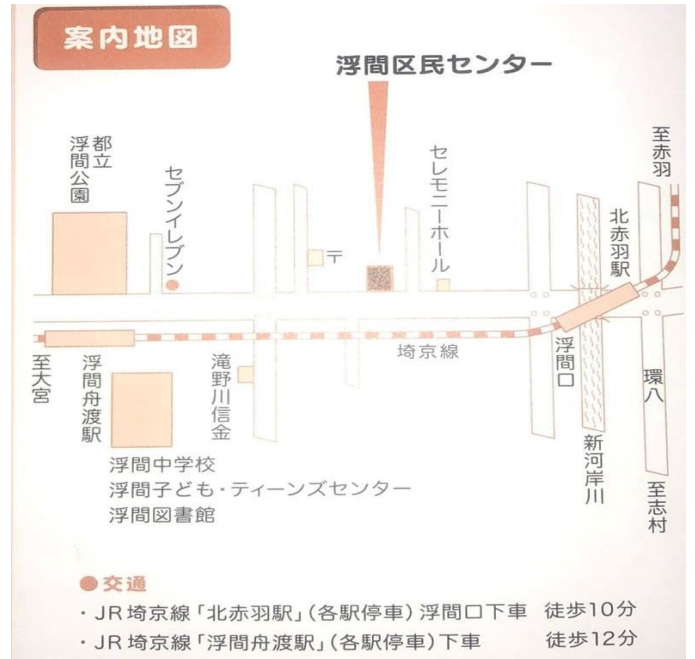 案内地図
浮間区民センター
都立
浮間公園
セブンイレブン
〒
セレモニーホール
至赤羽
北赤羽駅
埼京線
浮間口
環八
至大宮
浮間舟渡駅
滝野川信金
新河岸川
至志村
浮間中学校
浮間子ども・ティーンズセンター
浮間図書館
●交通
・JR埼京線「北赤羽駅」(各駅停車)浮間口下車 徒歩10分
・JR埼京線「浮間舟渡駅」(各駅停車)下車 徒歩12分